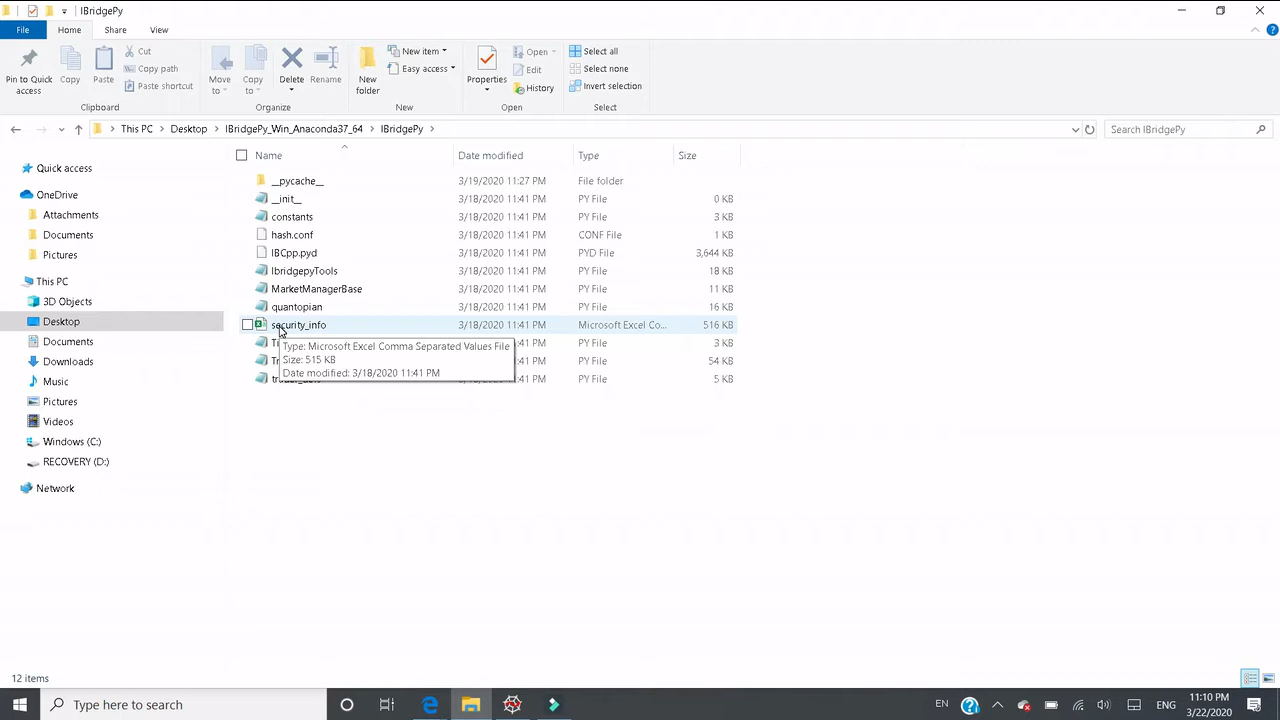 IBridgePy
File Home Share View
Pin to Quick access
Copy
Paste
Cut
Copy path
Paste shortcut
Clipboard
Move to
Copy to
Delete
Rename
Organize
New folder
New item
Easy access
New
Properties
Open
Edit
History
Open
Select all
Select none
Invert selection
Select
This PC > Desktop > IBridgePy_Win_Anaconda37_64 > IBridgePy >
Search IBridgePy
Quick access
OneDrive
Attachments
Documents
Pictures
This PC
3D Objects
Desktop
Documents
Downloads
Music
Pictures
Videos
Windows (C:)
RECOVERY (D:)
Network
Name Date modified Type Size
__pycache__ 3/19/2020 11:27 PM File folder
__init__ 3/18/2020 11:41 PM PY File 0 KB
constants 3/18/2020 11:41 PM PY File 3 KB
hash.conf 3/18/2020 11:41 PM CONF File 1 KB
IBCpp.pyd 3/18/2020 11:41 PM PYD File 3,644 KB
IbridgepyTools 3/18/2020 11:41 PM PY File 18 KB
MarketManagerBase 3/18/2020 11:41 PM PY File 11 KB
quantopian 3/18/2020 11:41 PM PY File 16 KB
security_info 3/18/2020 11:41 PM Microsoft Excel Co... 516 KB
11:41 PM PY File 3 KB
11:41 PM PY File 54 KB
11:41 PM PY File 5 KB
Type: Microsoft Excel Comma Separated Values File
Size: 515 KB
Date modified: 3/18/2020 11:41 PM
12 items
Type here to search
EN
ENG
11:10 PM
3/22/2020